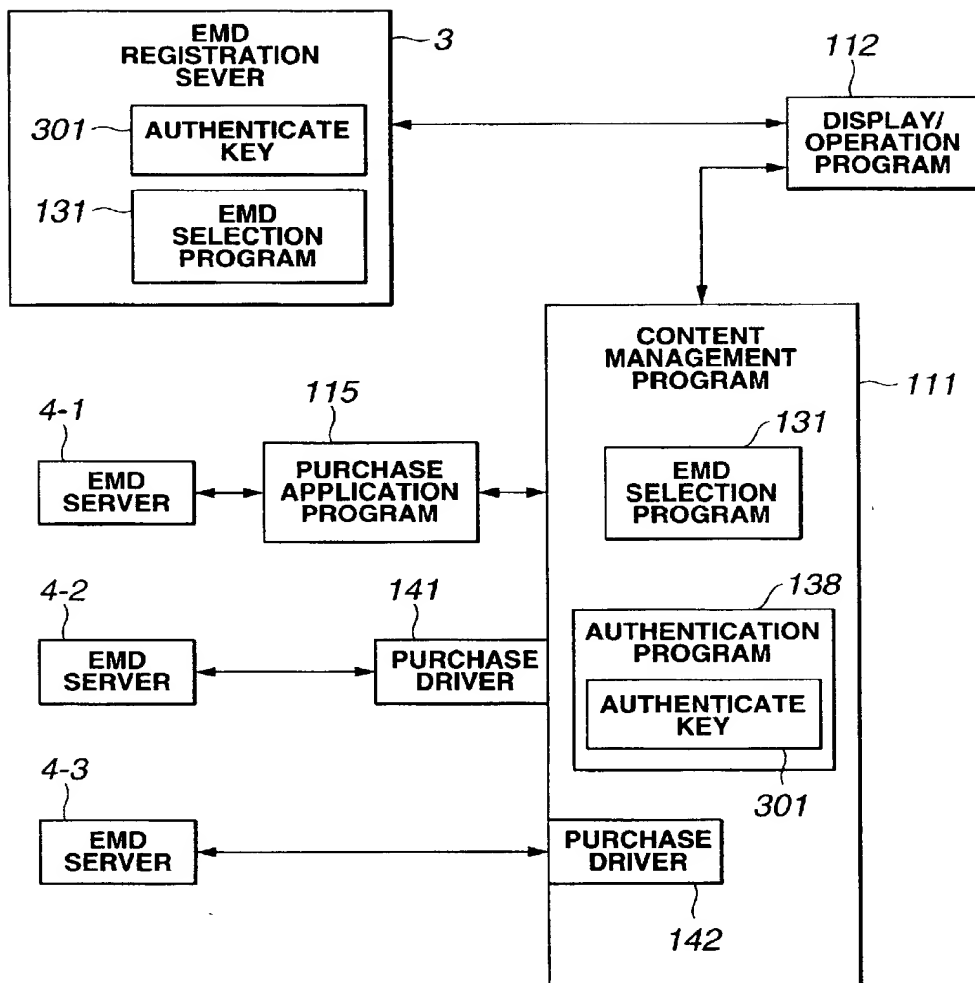 EMD
REGISTRATION
SEVER
3
301
AUTHENTICATE
KEY
131
EMD
SELECTION
PROGRAM
112
DISPLAY/
OPERATION
PROGRAM
CONTENT
MANAGEMENT
PROGRAM
111
4-1
EMD
SERVER
115
PURCHASE
APPLICATION
PROGRAM
131
EMD
SELECTION
PROGRAM
4-2
EMD
SERVER
141
PURCHASE
DRIVER
138
AUTHENTICATION
PROGRAM
AUTHENTICATE
KEY
301
4-3
EMD
SERVER
PURCHASE
DRIVER
142